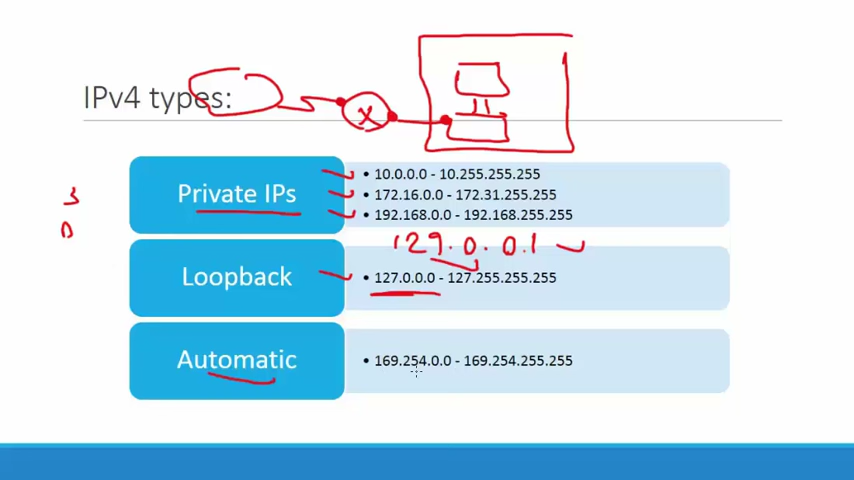 IPv4 types:
X
Private IPs
• 10.0.0.0 - 10.255.255.255
• 172.16.0.0 - 172.31.255.255
• 192.168.0.0 - 192.168.255.255
129.0.0.1
Loopback
• 127.0.0.0 - 127.255.255.255
Automatic
• 169.254.0.0 - 169.254.255.255